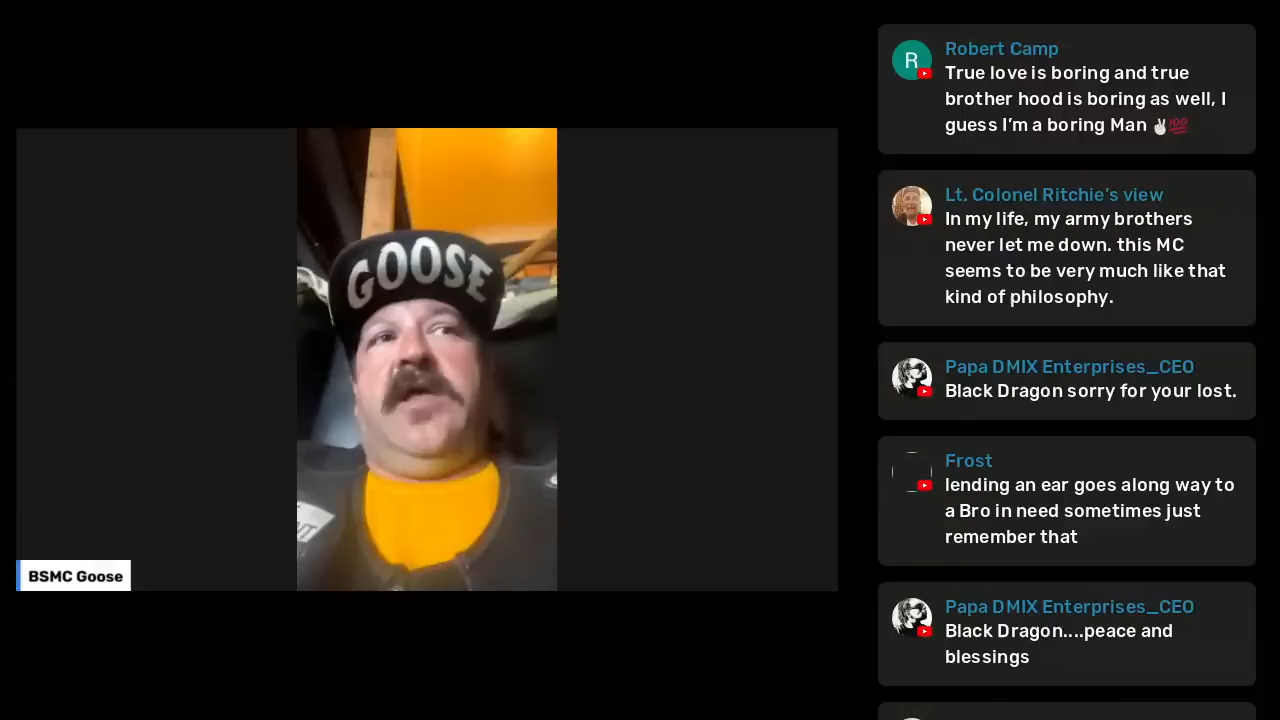 GOOSE
BSMC Goose
R
Robert Camp
True love is boring and true
brother hood is boring as well, I
guess I’m a boring Man ✌💯
Lt. Colonel Ritchie’s view
In my life, my army brothers
never let me down. this MC
seems to be very much like that
kind of philosophy.
Papa DMIX Enterprises_CEO
Black Dragon sorry for your lost.
Frost
lending an ear goes along way to
a Bro in need sometimes just
remember that
Papa DMIX Enterprises_CEO
Black Dragon....peace and
blessings